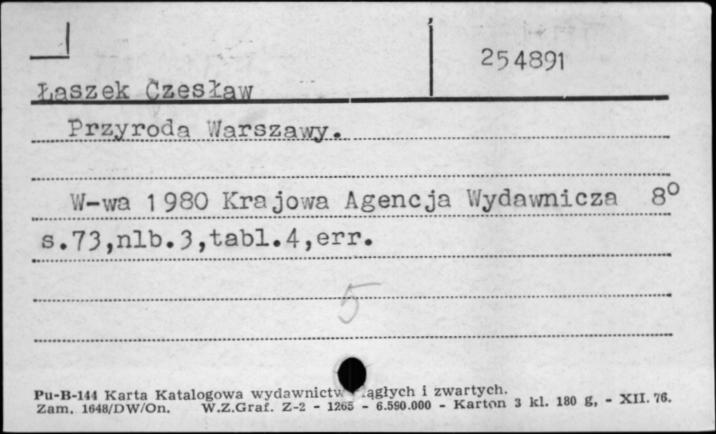 254891
Łaszek Czesław
Przyroda Warszawy.
W-wa 1980 Krajowa Agencja Wydawnicza 8°
s.73,nlb.3,tabl.4,err.
5
Pu-B-144 Karta Katalogowa wydawnictw iągłych i zwartych.
Zam. 1648/DW/On. W.Z.Graf. Z-2 - 1265 - 6.590.000 - Karton 3 kl. 180 g. - XII. 76.